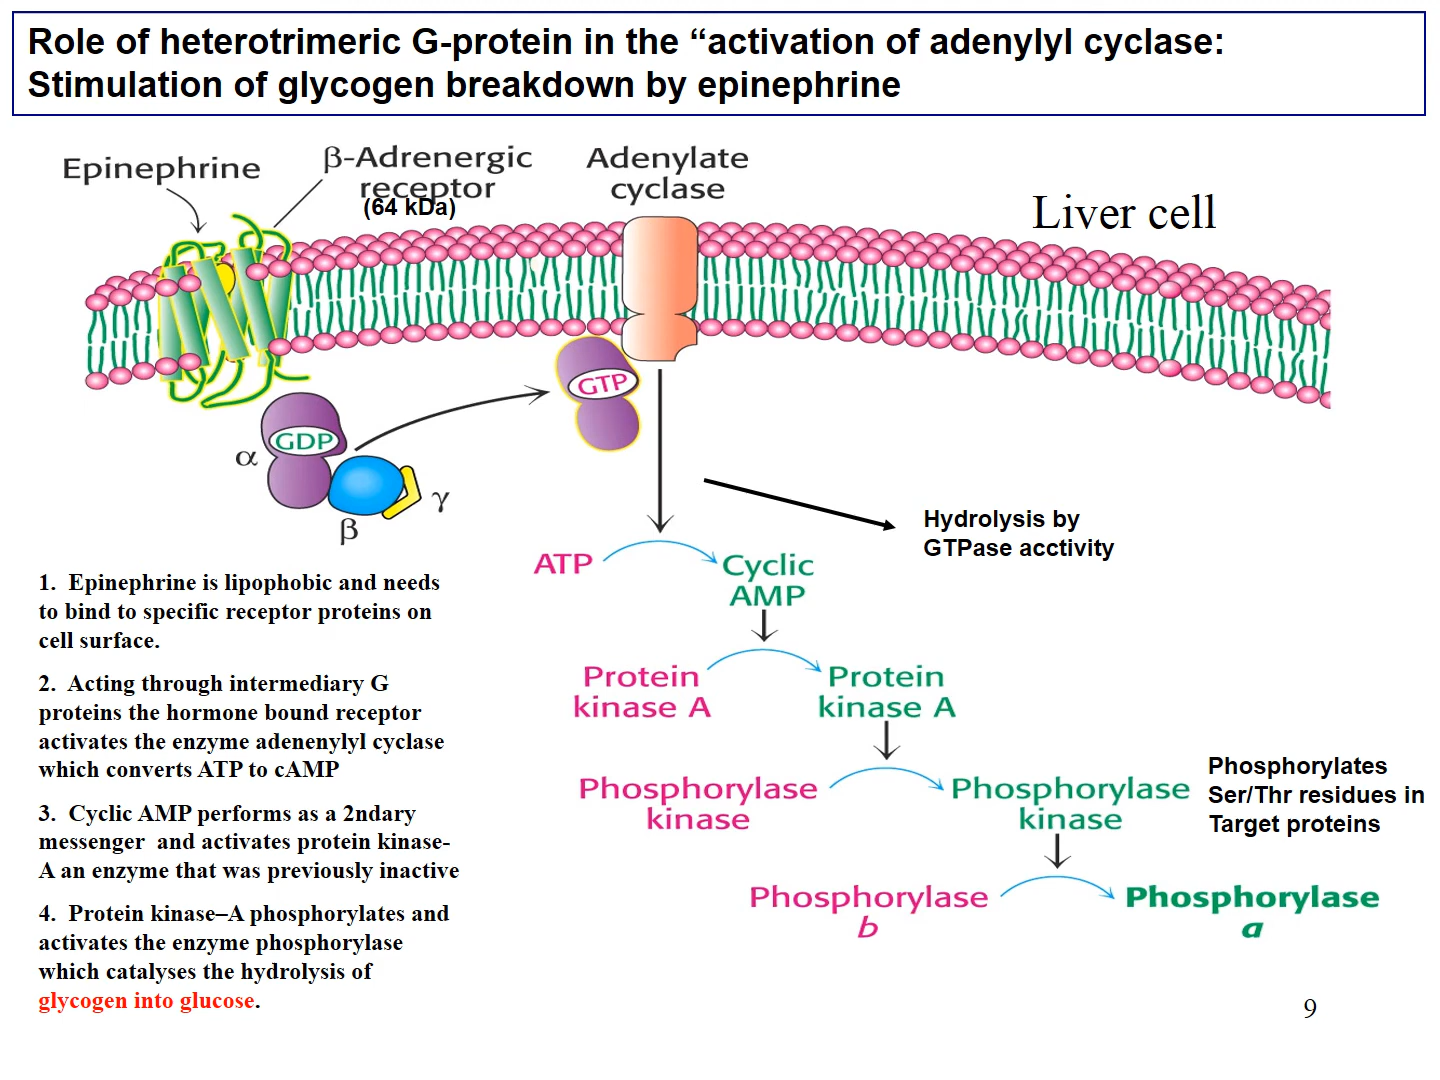 Role of heterotrimeric G-protein in the “activation of adenylyl cyclase:
Stimulation of glycogen breakdown by epinephrine
Epinephrine
β-Adrenergic
receptor
(64 kDa)
Adenylate
cyclase
Liver cell
GTP
GDP
α
β
γ
Hydrolysis by
GTPase acctivity
ATP
Cyclic
AMP
Protein
kinase A
Protein
kinase A
Phosphorylase
kinase
Phosphorylase
kinase
Phosphorylates
Ser/Thr residues in
Target proteins
Phosphorylase
b
Phosphorylase
a
1. Epinephrine is lipophobic and needs
to bind to specific receptor proteins on
cell surface.
2. Acting through intermediary G
proteins the hormone bound receptor
activates the enzyme adenenylyl cyclase
which converts ATP to cAMP
3. Cyclic AMP performs as a 2ndary
messenger and activates protein kinase-
A an enzyme that was previously inactive
4. Protein kinase–A phosphorylates and
activates the enzyme phosphorylase
which catalyses the hydrolysis of
glycogen into glucose.
9